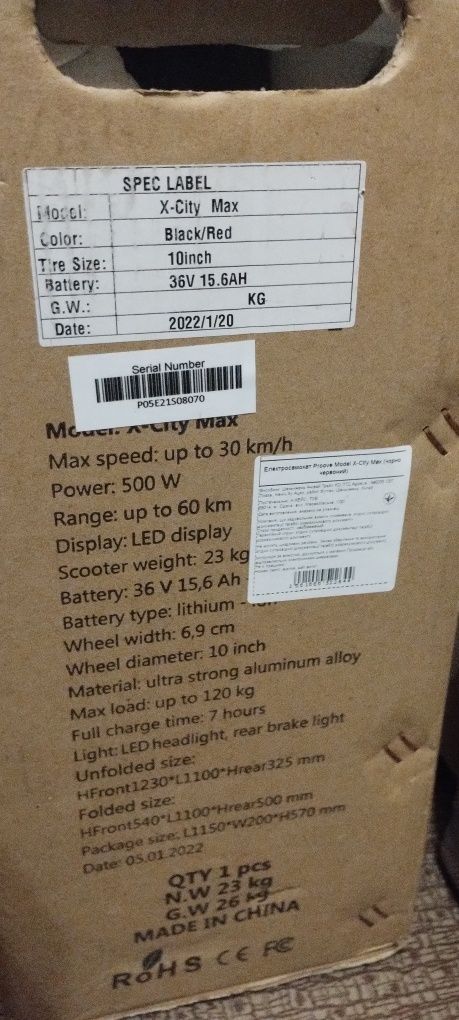 SPEC LABEL
Model: X-City Max
Color: Black/Red
Tire Size: 10inch
Battery: 36V 15.6AH
G.W.: KG
Date: 2022/1/20
Serial Number
P05E21S08070
Model: X-City Max
Max speed: up to 30 km/h
Power: 500 W
Range: up to 60 km
Display: LED display
Scooter weight: 23 kg
Battery: 36 V 15,6 Ah
Battery type: lithium - ion
Wheel width: 6,9 cm
Wheel diameter: 10 inch
Material: ultra strong aluminum alloy
Max load: up to 120 kg
Full charge time: 7 hours
Light: LED headlight, rear brake light
Unfolded size:
HFront1230*L1100*Hrear325 mm
Folded size:
HFront540*L1100*Hrear500 mm
Package size: L1150*W200*H570 mm
Date: 05.01.2022
QTY 1 pcs
N.W 23 kg
G.W 26 kg
MADE IN CHINA
RoHS CE FC
Електросамокат Proove Model X-City Max (чорно
червоний)